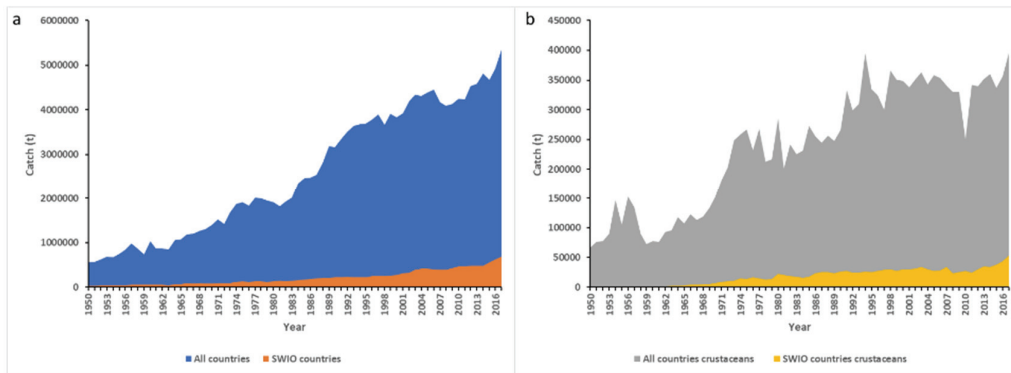 a
6000000
5000000
4000000
3000000
2000000
1000000
0
Catch (t)
1950 1953 1956 1959 1962 1965 1968 1971 1974 1977 1980 1983 1986 1989 1992 1995 1998 2001 2004 2007 2010 2013 2016
Year
All countries SWIO countries
b
450000
400000
350000
300000
250000
200000
150000
100000
50000
0
Catch (t)
1950 1953 1956 1959 1962 1965 1968 1971 1974 1977 1980 1983 1986 1989 1992 1995 1998 2001 2004 2007 2010 2013 2016
Year
All countries crustaceans SWIO countries crustaceans